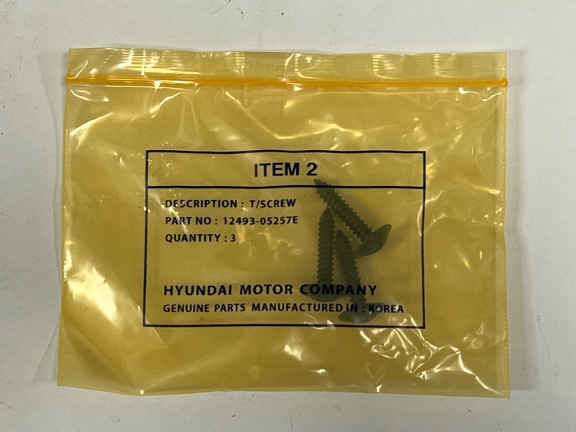 ITEM 2
DESCRIPTION : T/SCREW
PART NO : 12493-05257E
QUANTITY : 3
HYUNDAI MOTOR COMPANY
GENUINE PARTS MANUFACTURED IN : KOREA